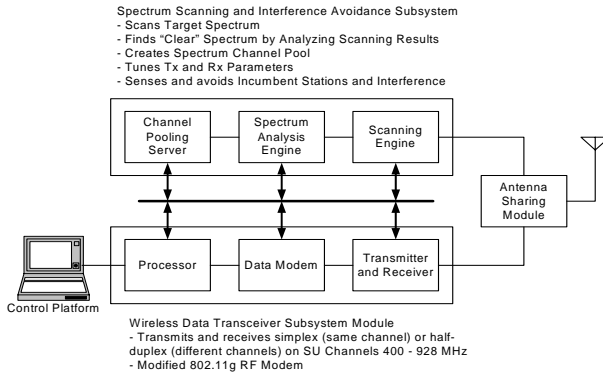 Spectrum Scanning and Interference Avoidance Subsystem
- Scans Target Spectrum
- Finds “Clear” Spectrum by Analyzing Scanning Results
- Creates Spectrum Channel Pool
- Tunes Tx and Rx Parameters
- Senses and avoids Incumbent Stations and Interference
Channel
Pooling
Server
Spectrum
Analysis
Engine
Scanning
Engine
Antenna
Sharing
Module
Processor
Data Modem
Transmitter
and Receiver
Control Platform
Wireless Data Transceiver Subsystem Module
- Transmits and receives simplex (same channel) or half-
duplex (different channels) on SU Channels 400 - 928 MHz
- Modified 802.11g RF Modem